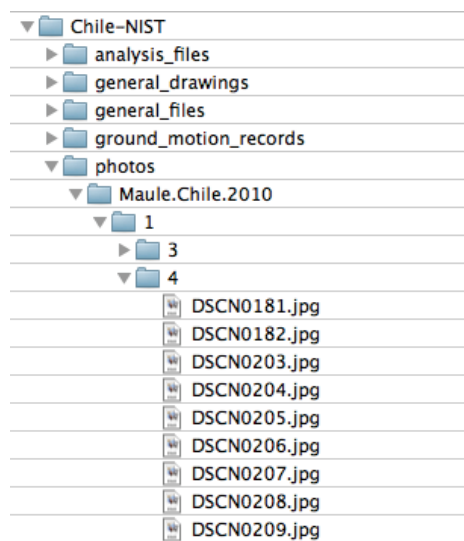 Chile-NIST
analysis_files
general_drawings
general_files
ground_motion_records
photos
Maule.Chile.2010
1
3
4
DSCN0181.jpg
DSCN0182.jpg
DSCN0203.jpg
DSCN0204.jpg
DSCN0205.jpg
DSCN0206.jpg
DSCN0207.jpg
DSCN0208.jpg
DSCN0209.jpg